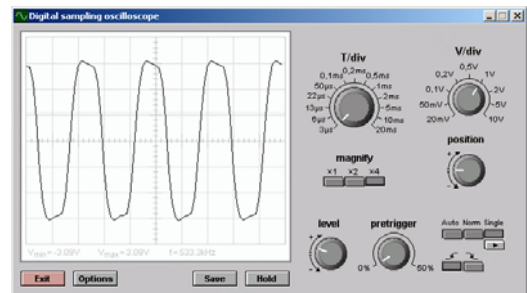 Digital sampling oscilloscope
T/div
0,1ms 0,2ms 0,5ms
50µs 1ms
22µs 2ms
13µs 5ms
6µs 10ms
3µs 20ms
V/div
0,5V
0,2V 1V
0,1V 2V
50mV 5V
20mV 10V
position
+
-
magnify
x1 x2 x4
level
+
-
pretrigger
0% 50%
Auto Norm Single
Vmin=-3.09V Vmax=3.09V f=533.3kHz
Exit Options Save Hold